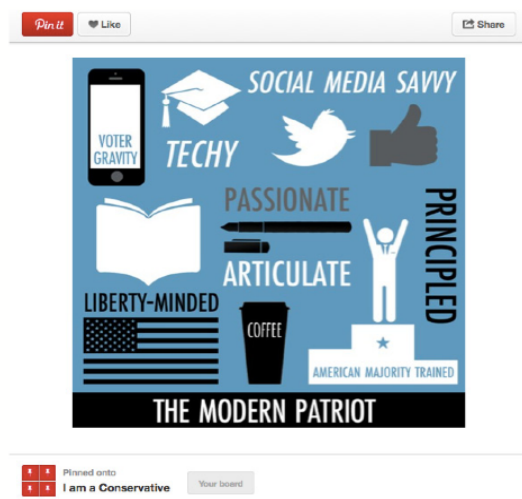 Pin it
Like
Share
SOCIAL MEDIA SAVVY
VOTER
GRAVITY
TECHY
PASSIONATE
PRINCIPLED
ARTICULATE
LIBERTY-MINDED
COFFEE
AMERICAN MAJORITY TRAINED
THE MODERN PATRIOT
Pinned onto
I am a Conservative
Your board